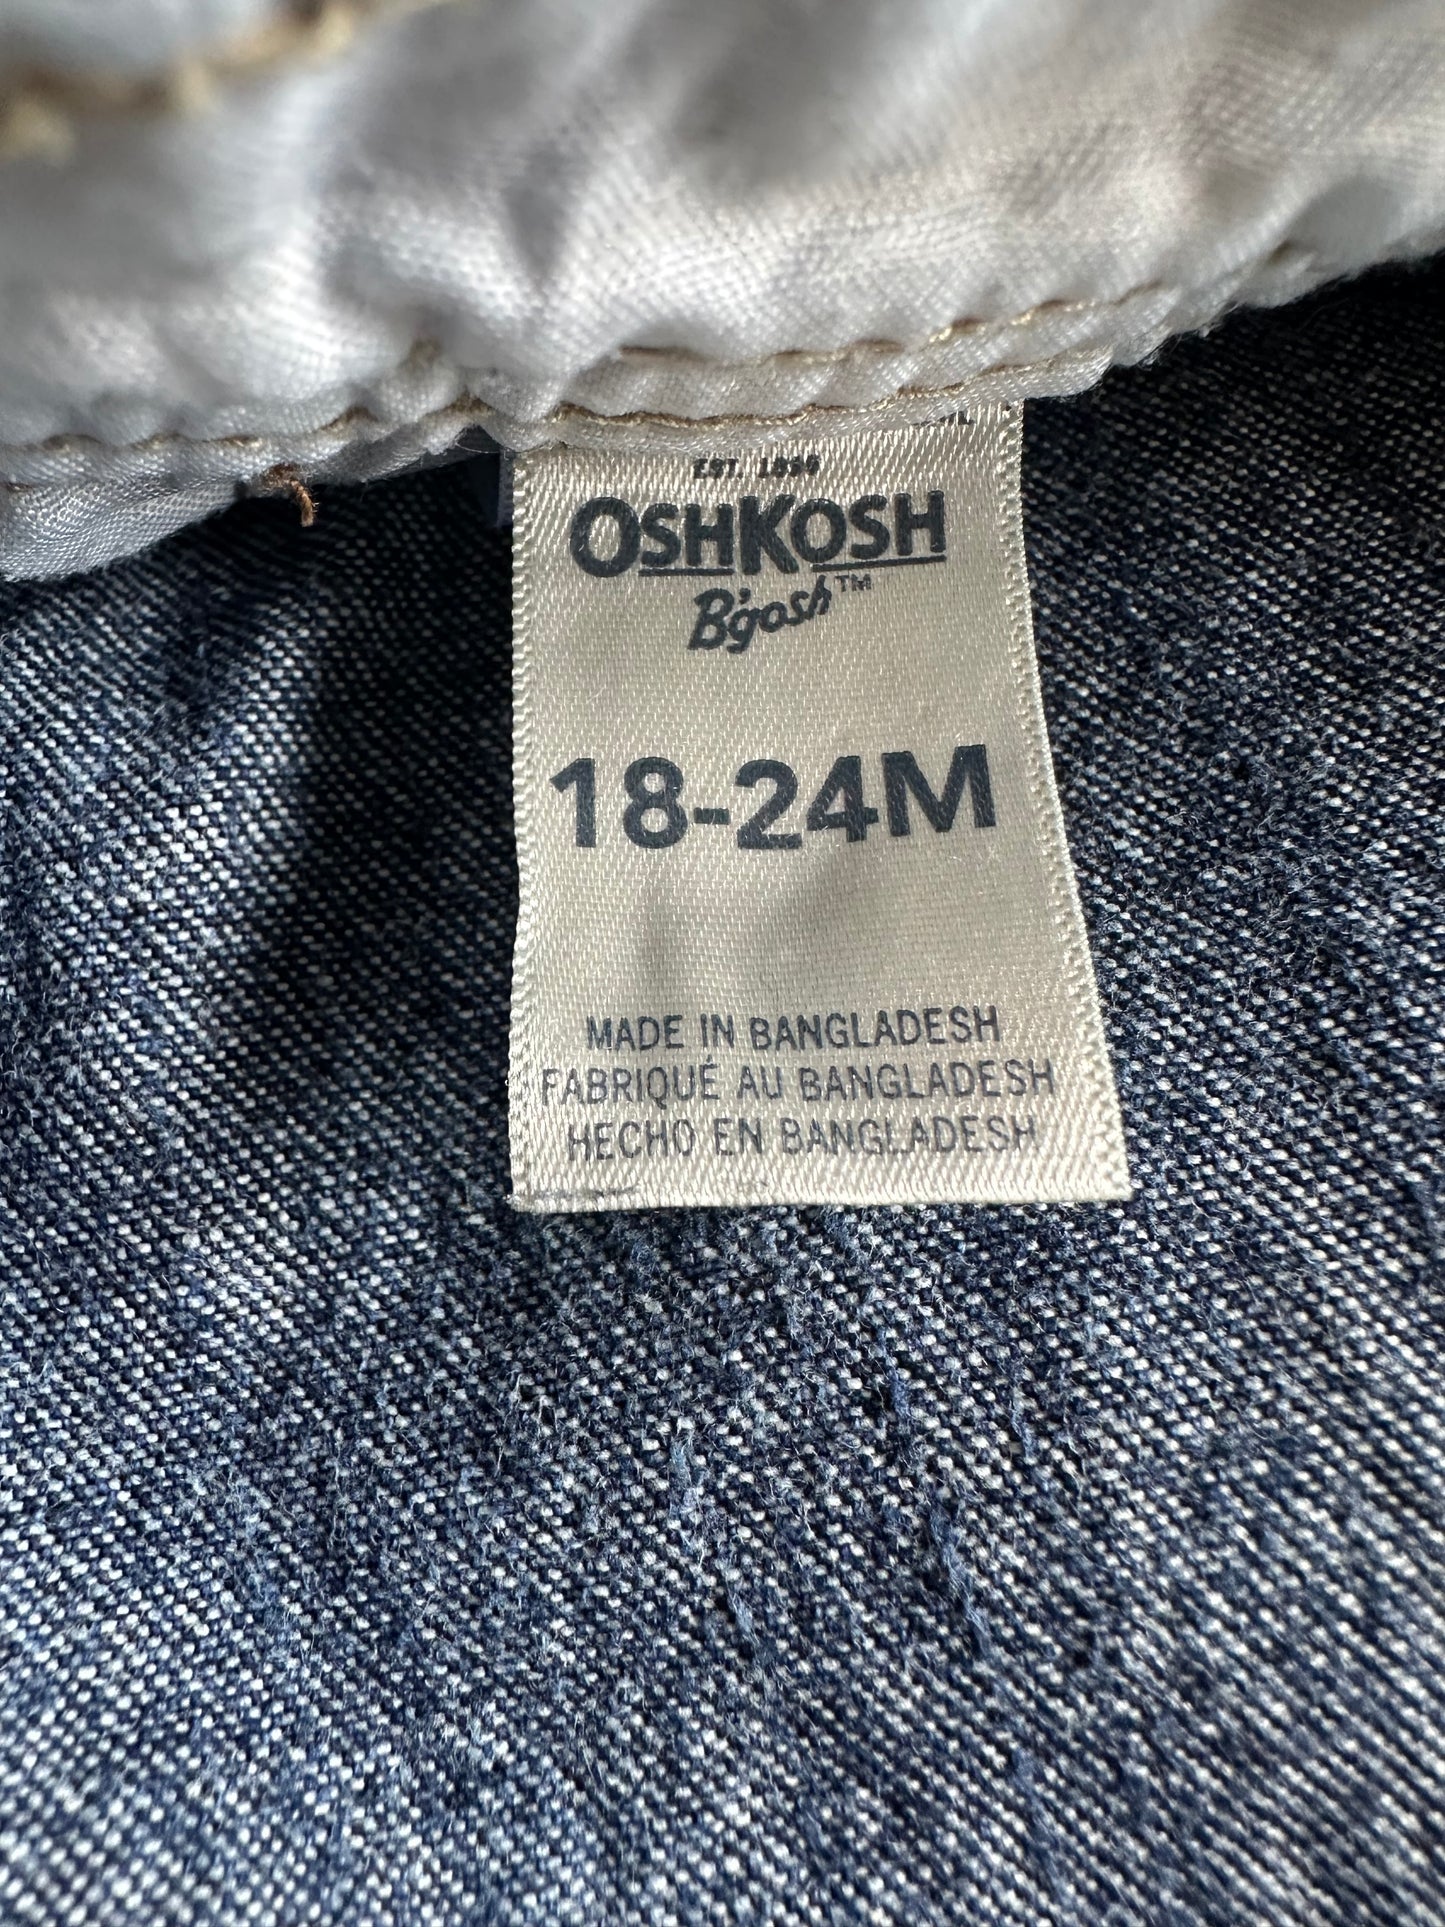 EST. 1895
OSHKOSH
B'gosh™
18-24M
MADE IN BANGLADESH
FABRIQUÉ AU BANGLADESH
HECHO EN BANGLADESH